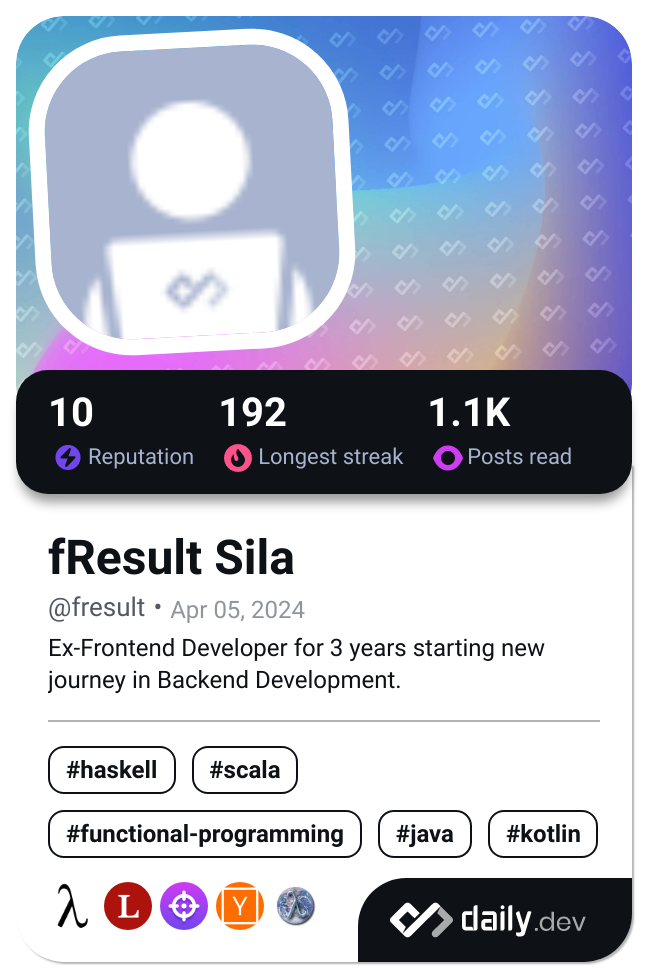 10 192 1.1K
Reputation Longest streak Posts read
fResult Sila
@fresult • Apr 05, 2024
Ex-Frontend Developer for 3 years starting new
journey in Backend Development.
#haskell #scala
#functional-programming #java #kotlin
λ L Y λ
daily.dev